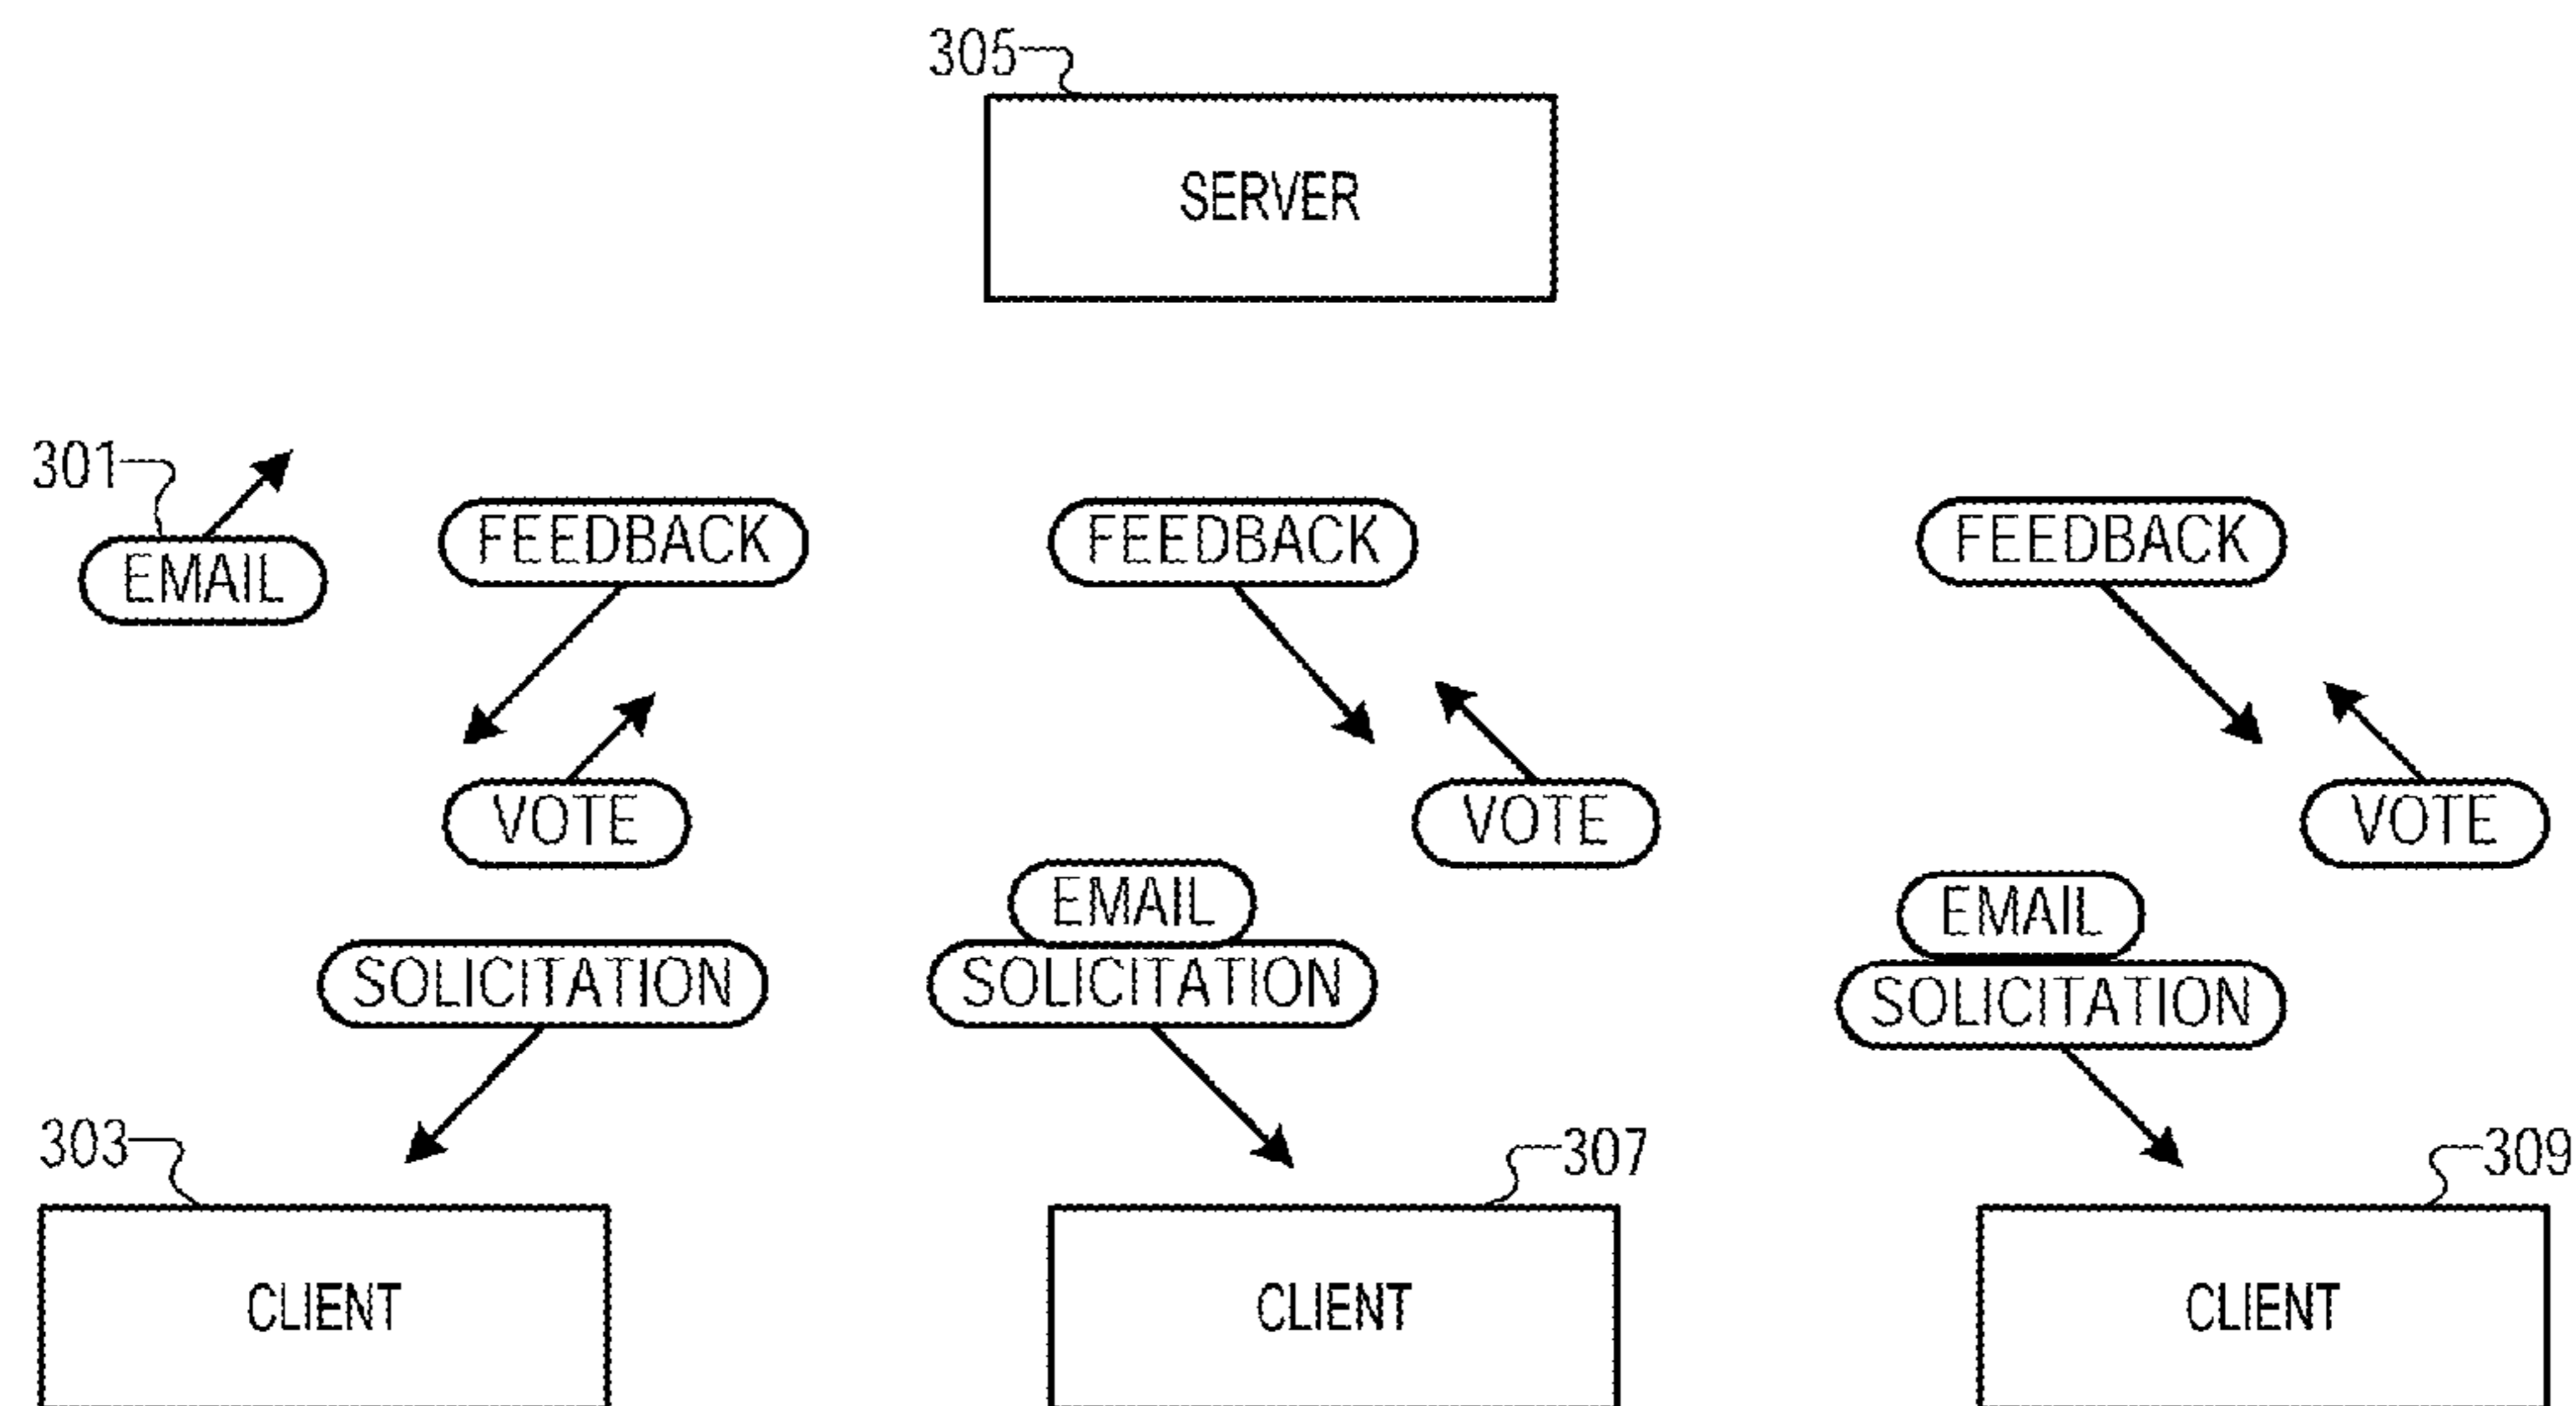 305
SERVER
301
EMAIL
FEEDBACK
FEEDBACK
FEEDBACK
VOTE
VOTE
VOTE
EMAIL
EMAIL
SOLICITATION
SOLICITATION
SOLICITATION
303
307
309
CLIENT
CLIENT
CLIENT